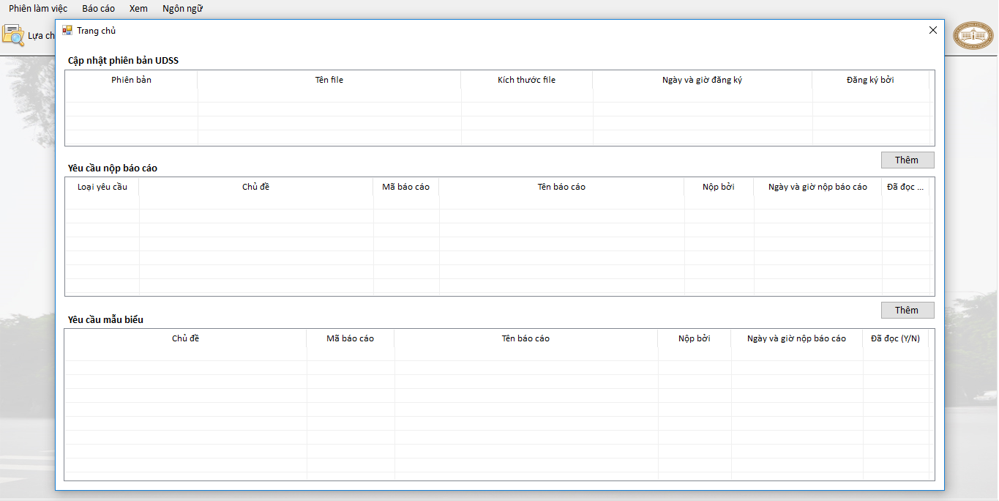 Phiên làm việc Báo cáo Xem Ngôn ngữ
Lựa ch
Trang chủ
Cập nhật phiên bản UDSS
Phiên bản Tên file Kích thước file Ngày và giờ đăng ký Đăng ký bởi
Thêm
Yêu cầu nộp báo cáo
Loại yêu cầu Chủ đề Mã báo cáo Tên báo cáo Nộp bởi Ngày và giờ nộp báo cáo Đã đọc ...
Thêm
Yêu cầu mẫu biểu
Chủ đề Mã báo cáo Tên báo cáo Nộp bởi Ngày và giờ nộp báo cáo Đã đọc (Y/N)